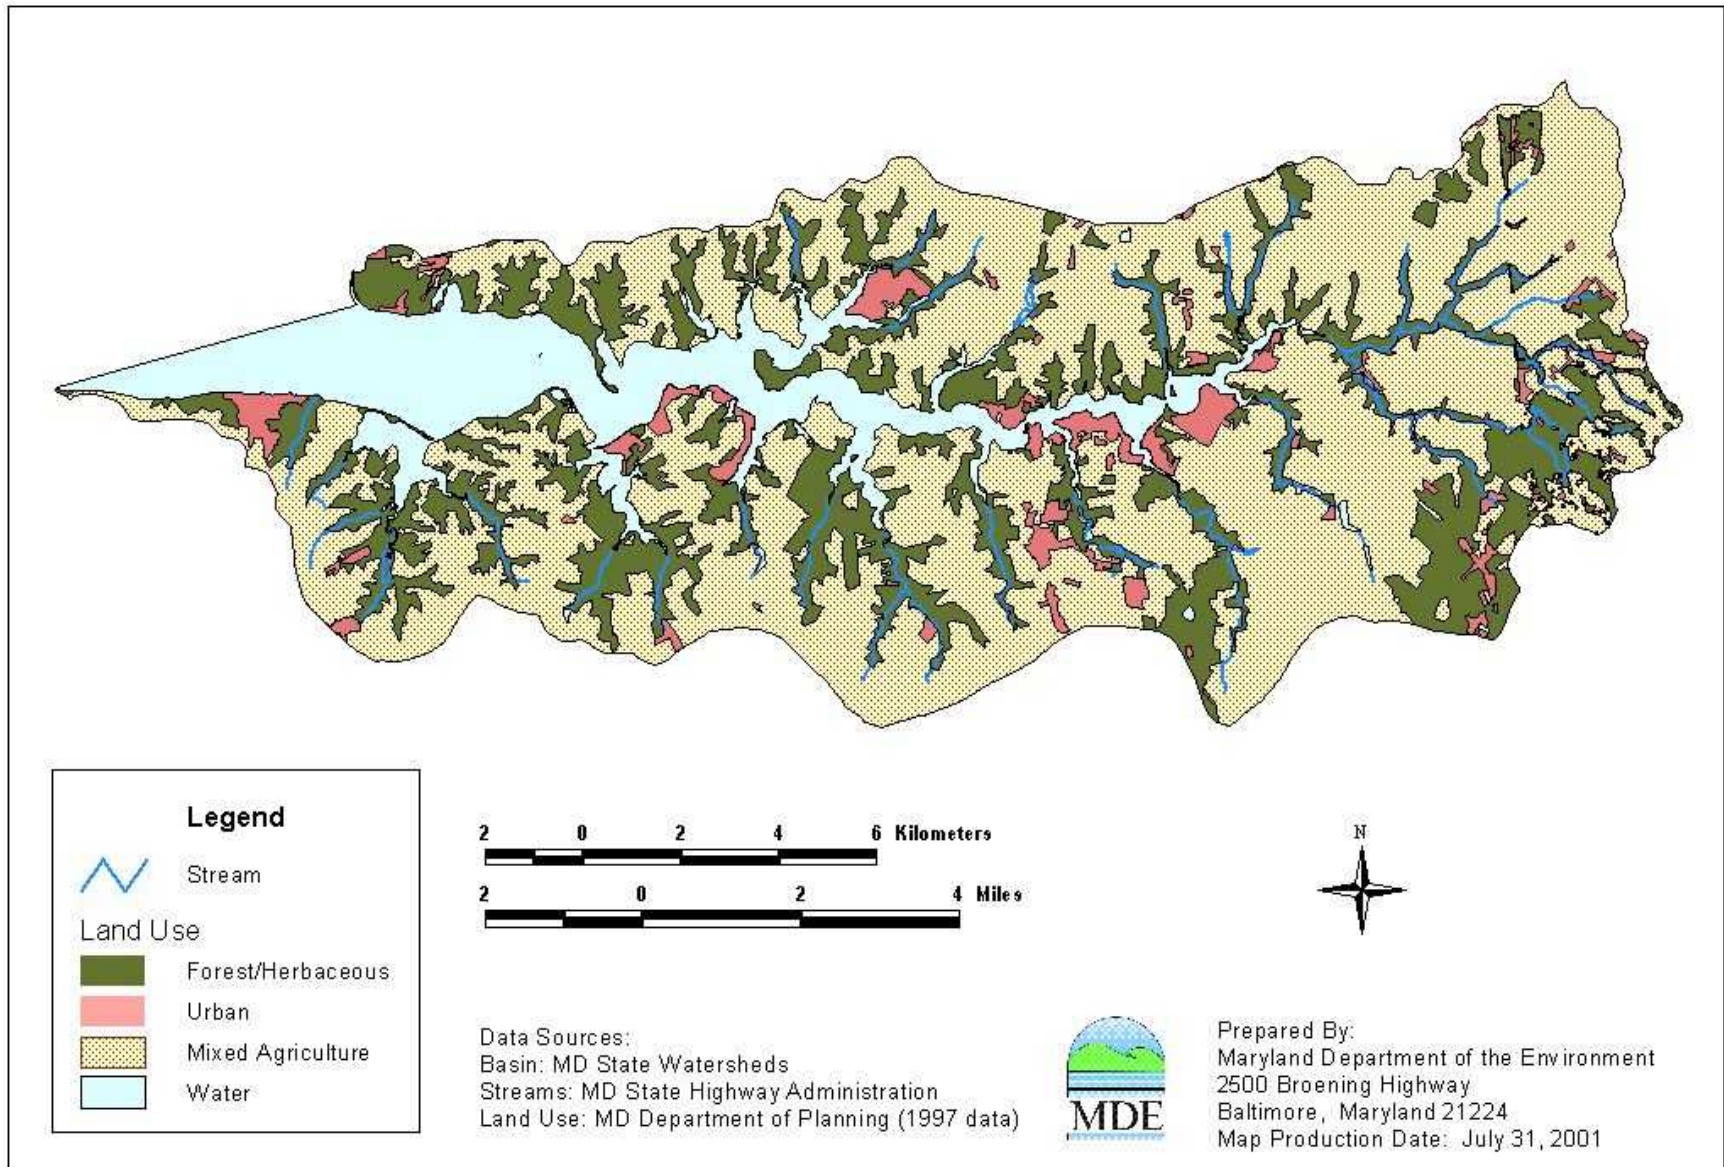 N
Legend
Stream
Land Use
Forest/Herbaceous
Urban
Mixed Agriculture
Water
2 0 2 4 6 Kilometers
2 0 2 4 Miles
Data Sources:
Basin: MD State Watersheds
Streams: MD State Highway Administration
Land Use: MD Department of Planning (1997 data)
MDE
Prepared By:
Maryland Department of the Environment
2500 Broening Highway
Baltimore, Maryland 21224
Map Production Date: July 31, 2001